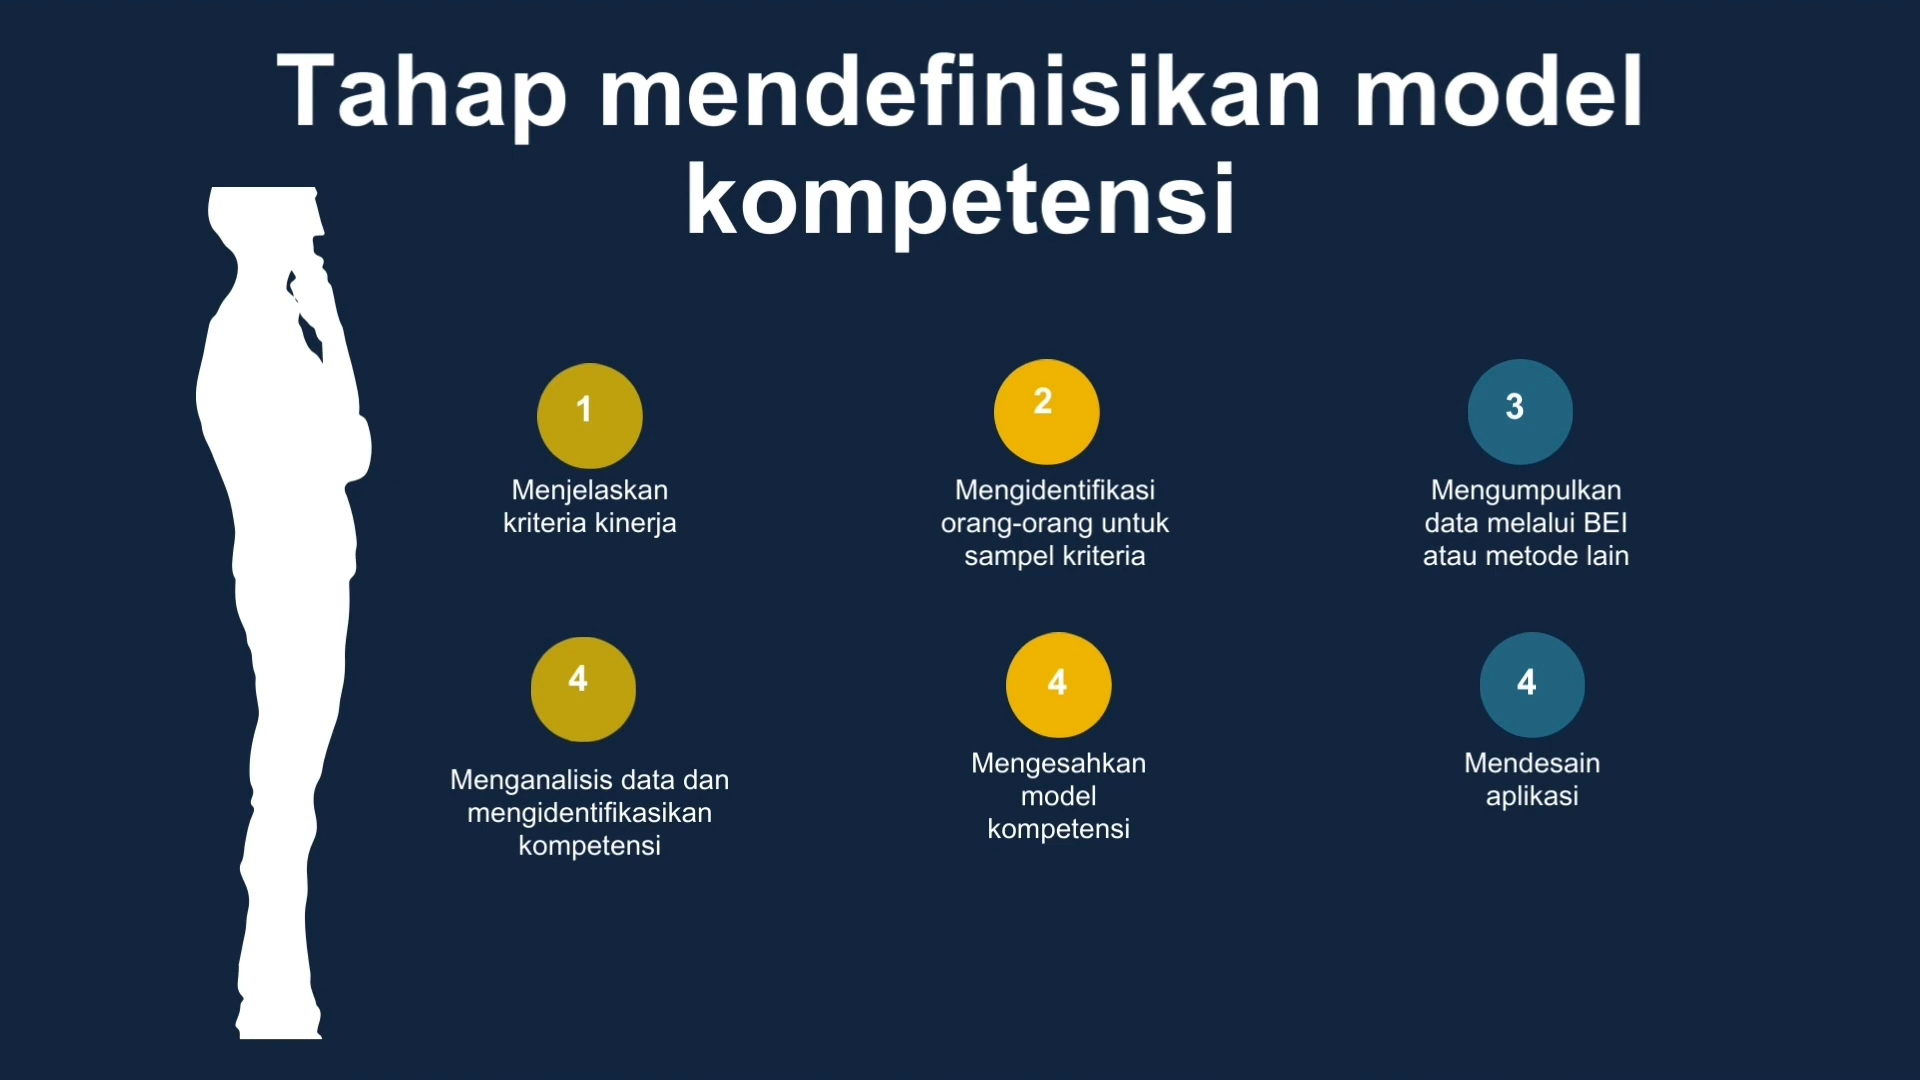 Tahap mendefinisikan model
kompetensi
1
Menjelaskan
kriteria kinerja
2
Mengidentifikasi
orang-orang untuk
sampel kriteria
3
Mengumpulkan
data melalui BEI
atau metode lain
4
Menganalisis data dan
mengidentifikasikan
kompetensi
4
Mengesahkan
model
kompetensi
4
Mendesain
aplikasi